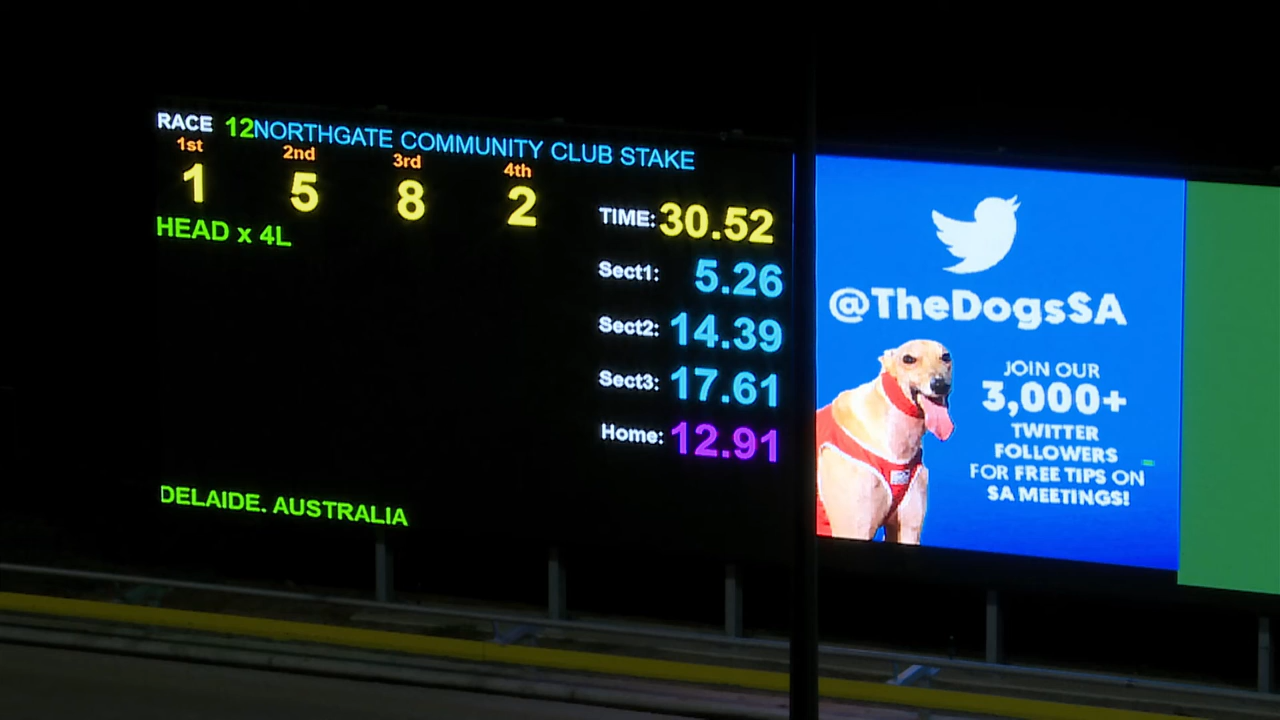 RACE 12NORTHGATE COMMUNITY CLUB STAKE
1st 2nd 3rd 4th
1 5 8 2
HEAD x 4L
TIME: 30.52
Sect1: 5.26
Sect2: 14.39
Sect3: 17.61
Home: 12.91
DELAIDE. AUSTRALIA
@TheDogsSA
JOIN OUR
3,000+
TWITTER
FOLLOWERS
FOR FREE TIPS ON
SA MEETINGS!